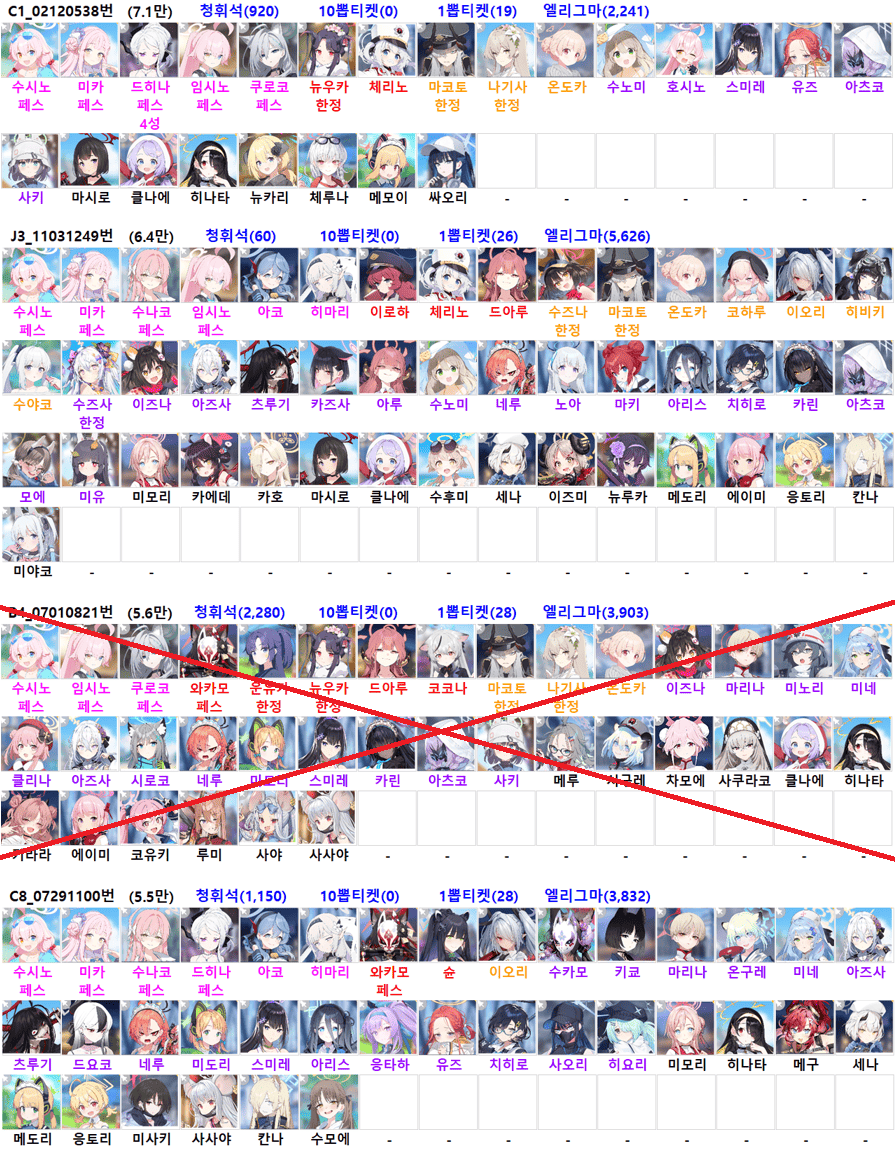 C1_02120538번 (7.1만) 청휘석(920) 10뽑티켓(0) 1뽑티켓(19) 엘리그마(2,241)
수시노 미카 드히나 임시노 쿠로코 뉴우카 체리노 마코토 나기사 온도카 수노미 호시노 스미레 유즈 아츠코
페스 페스 페스 페스 페스 한정 한정 한정
4성
사키 마시로 클나에 히나타 뉴카리 체루나 메모이 싸오리 - - - - - - -
J3_11031249번 (6.4만) 청휘석(60) 10뽑티켓(0) 1뽑티켓(26) 엘리그마(5,626)
수시노 미카 수나코 임시노 아코 히마리 이로하 체리노 드아루 수즈나 마코토 온도카 코하루 이오리 히비키
페스 페스 페스 페스 한정 한정
수야코 수즈사 이즈나 아즈사 츠루기 카즈사 아루 수노미 네루 노아 마키 아리스 치히로 카린 아츠코
한정
모에 미유 미모리 카에데 카호 마시로 클나에 수후미 세나 이즈미 뉴루카 메도리 에이미 응토리 칸나
미야코 - - - - - - - - - - - - - -
B4_07010821번 (5.6만) 청휘석(2,280) 10뽑티켓(0) 1뽑티켓(28) 엘리그마(3,903)
수시노 임시노 쿠로코 와카모 운유카 뉴우카 드아루 코코나 마코토 나기사 온도카 이즈나 마리나 미노리 미네
페스 페스 페스 페스 한정 한정 한정 한정
클리나 아즈사 시로코 네루 미도리 스미레 카린 아츠코 사키 메루 시구레 차모에 사쿠라코 클나에 히나타
키라라 에이미 코유키 루미 사야 사사야 - - - - - - - - -
C8_07291100번 (5.5만) 청휘석(1,150) 10뽑티켓(0) 1뽑티켓(28) 엘리그마(3,832)
수시노 미카 수나코 드히나 아코 히마리 와카모 슌 이오리 수카모 키쿄 마리나 온구레 미네 아즈사
페스 페스 페스 페스 페스
츠루기 드요코 네루 미도리 스미레 아리스 응타하 유즈 치히로 사오리 히요리 미모리 히나타 메구 세나
메도리 응토리 미사키 사사야 칸나 수모에 - - - - - - - - -